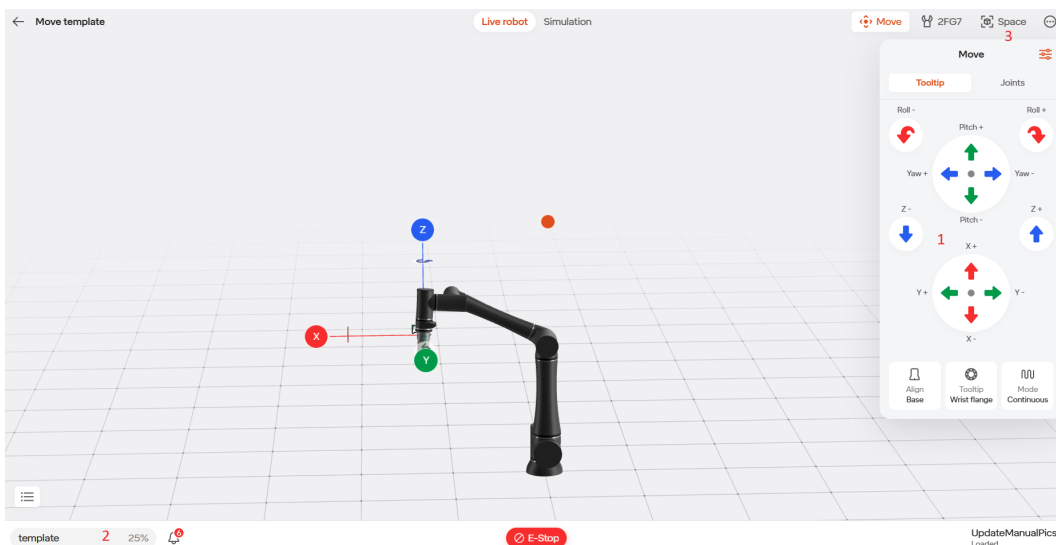 Move template
Live robot Simulation
Move 2FG7 Space
3
Move
Tooltip Joints
Roll - Roll +
Pitch +
Yaw + Yaw -
Pitch -
Z - Z +
1
X +
Y + Y -
X -
Align Tooltip Mode
Base Wrist flange Continuous
Z
X
Y
template 2 25% 6
E-Stop
UpdateManualPics
Loaded